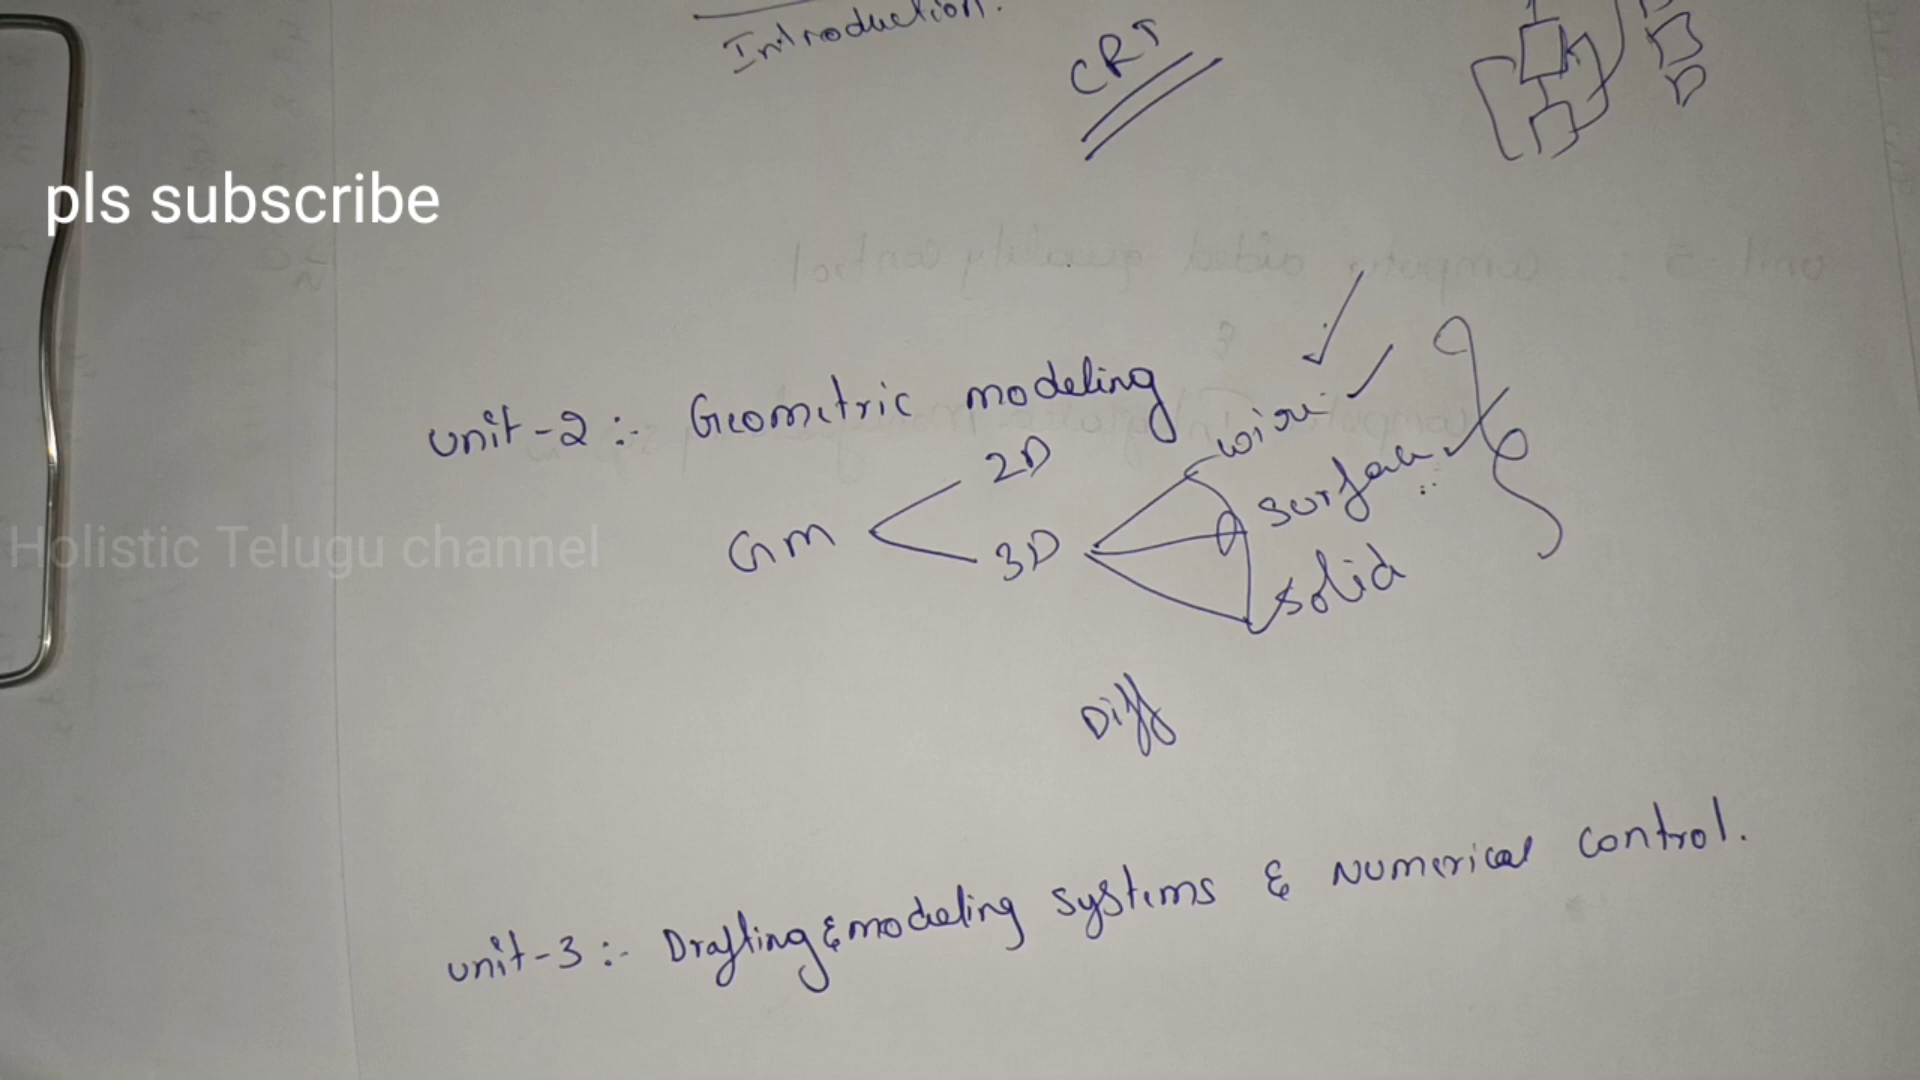 Introduction.
CRT
pls subscribe
unit-2 :- Geometric modeling
2D
wire
surface
GM
3D
solid
Holistic Telugu channel
Diff
unit-3 :- Drafting & modeling systems & Numerical control.